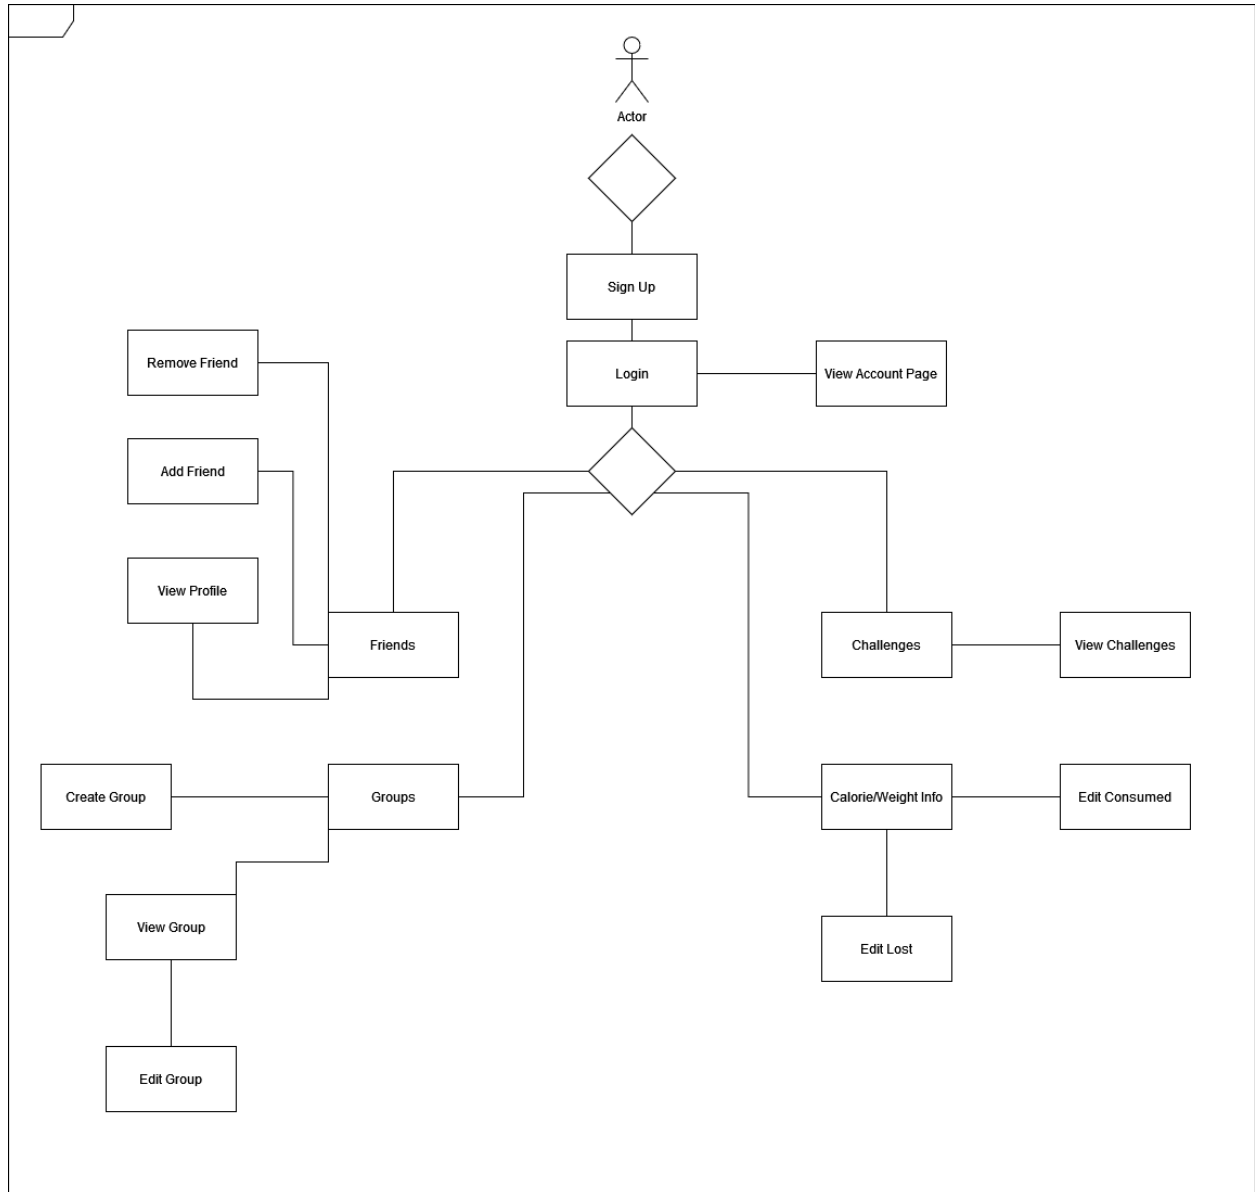 Actor
Sign Up
Remove Friend
Login
View Account Page
Add Friend
View Profile
Friends
Challenges
View Challenges
Create Group
Groups
Calorie/Weight Info
Edit Consumed
View Group
Edit Lost
Edit Group